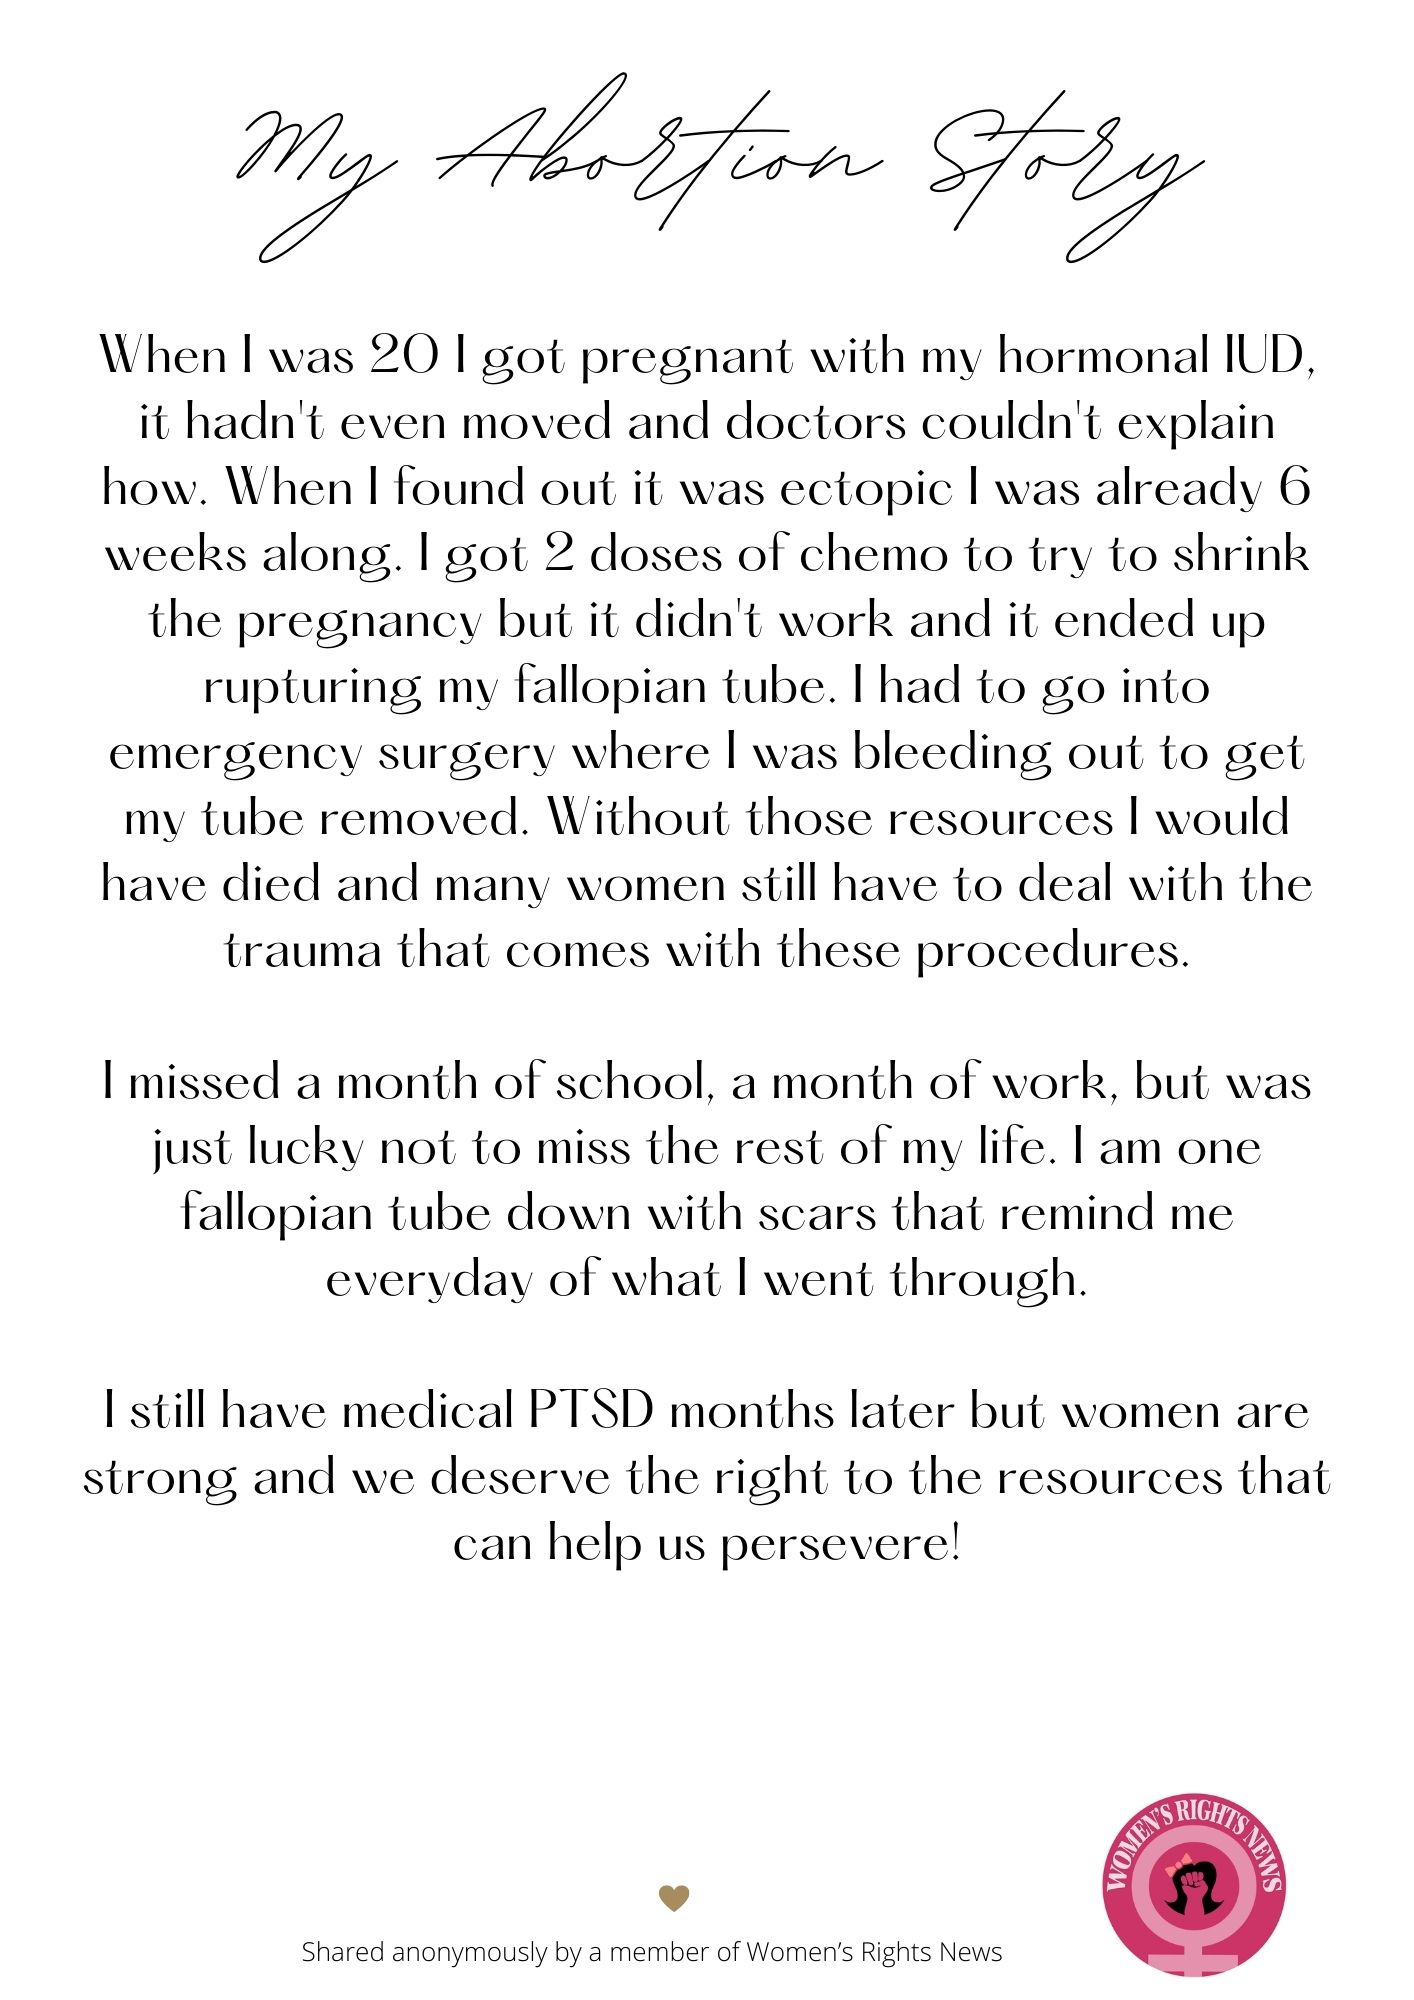 My Abortion Story
When I was 20 I got pregnant with my hormonal IUD,
it hadn't even moved and doctors couldn't explain
how. When I found out it was ectopic I was already 6
weeks along. I got 2 doses of chemo to try to shrink
the pregnancy but it didn't work and it ended up
rupturing my fallopian tube. I had to go into
emergency surgery where I was bleeding out to get
my tube removed. Without those resources I would
have died and many women still have to deal with the
trauma that comes with these procedures.
I missed a month of school, a month of work, but was
just lucky not to miss the rest of my life. I am one
fallopian tube down with scars that remind me
everyday of what I went through.
I still have medical PTSD months later but women are
strong and we deserve the right to the resources that
can help us persevere!
WOMEN'S RIGHTS NEWS
Shared anonymously by a member of Women’s Rights News